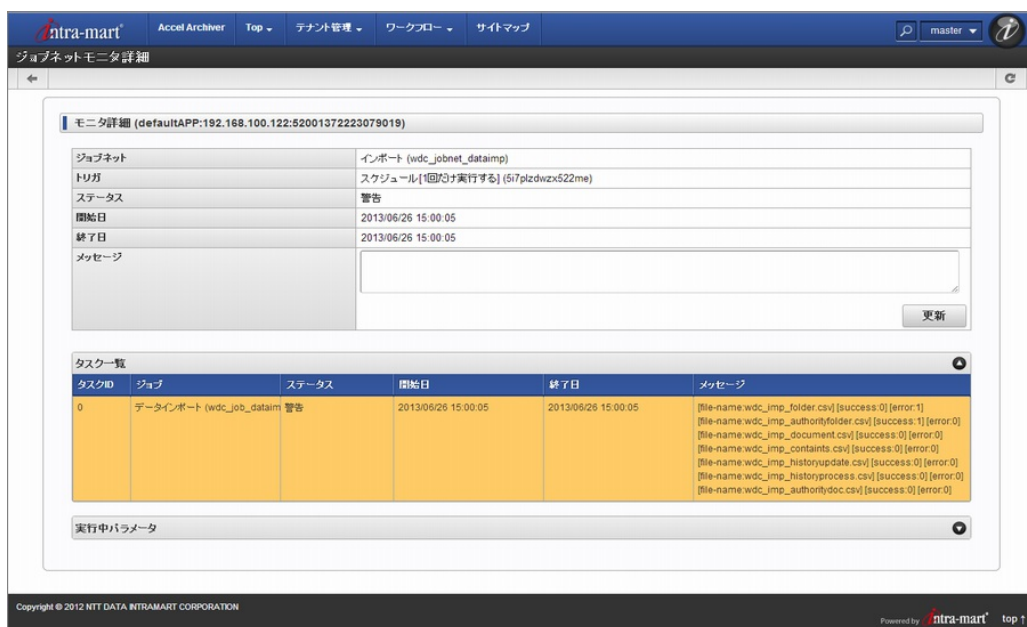 intra-mart Accel Archiver Top テナント管理 ワークフロー サイトマップ master
ジョブネットモニタ詳細
モニタ詳細 (defaultAPP:192.168.100.122:52001372223079019)
ジョブネット インポート (wdc_jobnet_dataimp)
トリガ スケジュール[1回だけ実行する] (5i7plzdwzx522me)
ステータス 警告
開始日 2013/06/26 15:00:05
終了日 2013/06/26 15:00:05
メッセージ
更新
タスク一覧
タスクID ジョブ ステータス 開始日 終了日 メッセージ
0 データインポート (wdc_job_dataim 警告 2013/06/26 15:00:05 2013/06/26 15:00:05 [file-name:wdc_imp_folder.csv] [success:0] [error:1]
[file-name:wdc_imp_authorityfolder.csv] [success:1] [error:0]
[file-name:wdc_imp_document.csv] [success:0] [error:0]
[file-name:wdc_imp_containts.csv] [success:0] [error:0]
[file-name:wdc_imp_historyupdate.csv] [success:0] [error:0]
[file-name:wdc_imp_historyprocess.csv] [success:0] [error:0]
[file-name:wdc_imp_authoritydoc.csv] [success:0] [error:0]
実行中パラメータ
Copyright © 2012 NTT DATA INTRAMART CORPORATION
Powered by intra-mart top ↑